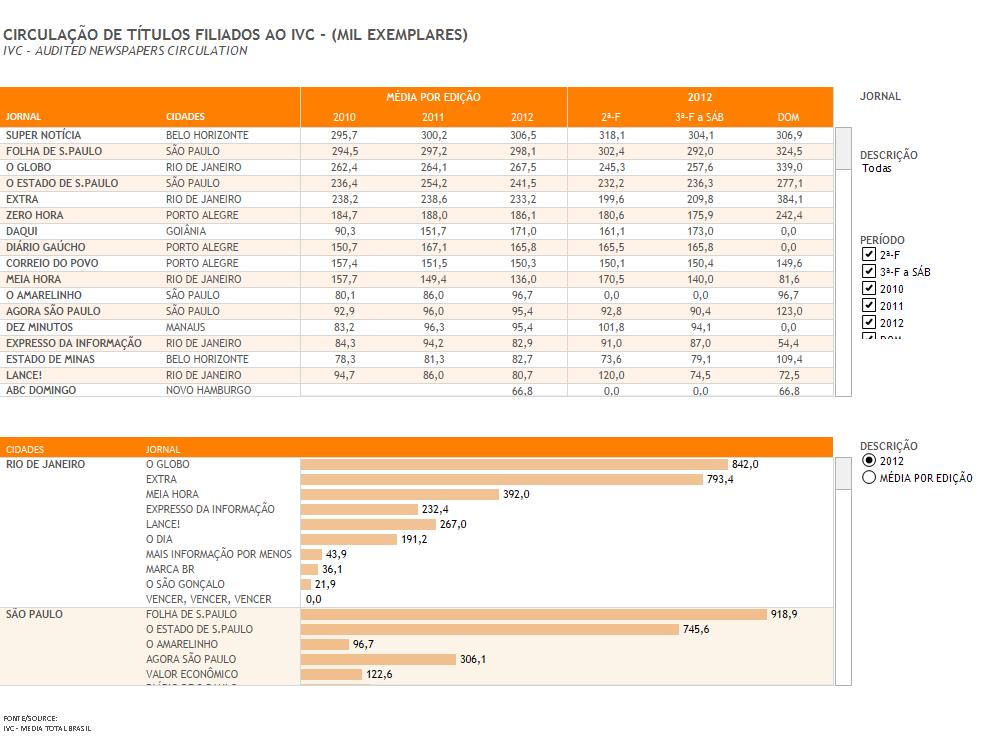 CIRCULAÇÃO DE TÍTULOS FILIADOS AO IVC - (MIL EXEMPLARES)
IVC - AUDITED NEWSPAPERS CIRCULATION
MÉDIA POR EDIÇÃO 2012
JORNAL CIDADES 2010 2011 2012 2ª-F 3ª-F a SÁB DOM
SUPER NOTÍCIA BELO HORIZONTE 295,7 300,2 306,5 318,1 304,1 306,9
FOLHA DE S.PAULO SÃO PAULO 294,5 297,2 298,1 302,4 292,0 324,5
O GLOBO RIO DE JANEIRO 262,4 264,1 267,5 245,3 257,6 339,0
O ESTADO DE S.PAULO SÃO PAULO 236,4 254,2 241,5 232,2 236,3 277,1
EXTRA RIO DE JANEIRO 238,2 238,6 233,2 199,6 209,8 384,1
ZERO HORA PORTO ALEGRE 184,7 188,0 186,1 180,6 175,9 242,4
DAQUI GOIÂNIA 90,3 151,7 171,0 161,1 173,0 0,0
DIÁRIO GAÚCHO PORTO ALEGRE 150,7 167,1 165,8 165,5 165,8 0,0
CORREIO DO POVO PORTO ALEGRE 157,4 151,5 150,3 150,1 150,4 149,6
MEIA HORA RIO DE JANEIRO 157,7 149,4 136,0 170,5 140,0 81,6
O AMARELINHO SÃO PAULO 80,1 86,0 96,7 0,0 0,0 96,7
AGORA SÃO PAULO SÃO PAULO 92,9 96,0 95,4 92,8 90,4 123,0
DEZ MINUTOS MANAUS 83,2 96,3 95,4 101,8 94,1 0,0
EXPRESSO DA INFORMAÇÃO RIO DE JANEIRO 84,3 94,2 82,9 91,0 87,0 54,4
ESTADO DE MINAS BELO HORIZONTE 78,3 81,3 82,7 73,6 79,1 109,4
LANCE! RIO DE JANEIRO 94,7 86,0 80,7 120,0 74,5 72,5
ABC DOMINGO NOVO HAMBURGO 66,8 0,0 0,0 66,8
JORNAL
DESCRIÇÃO
Todas
PERÍODO
2ª-F
3ª-F a SÁB
2010
2011
2012
DOM
CIDADES JORNAL
RIO DE JANEIRO O GLOBO 842,0
EXTRA 793,4
MEIA HORA 392,0
EXPRESSO DA INFORMAÇÃO 232,4
LANCE! 267,0
O DIA 191,2
MAIS INFORMAÇÃO POR MENOS 43,9
MARCA BR 36,1
O SÃO GONÇALO 21,9
VENCER, VENCER, VENCER 0,0
SÃO PAULO FOLHA DE S.PAULO 918,9
O ESTADO DE S.PAULO 745,6
O AMARELINHO 96,7
AGORA SÃO PAULO 306,1
VALOR ECONÔMICO 122,6
DESCRIÇÃO
2012
MÉDIA POR EDIÇÃO
FONTE/SOURCE:
IVC - MEDIA TOTAL BRASIL